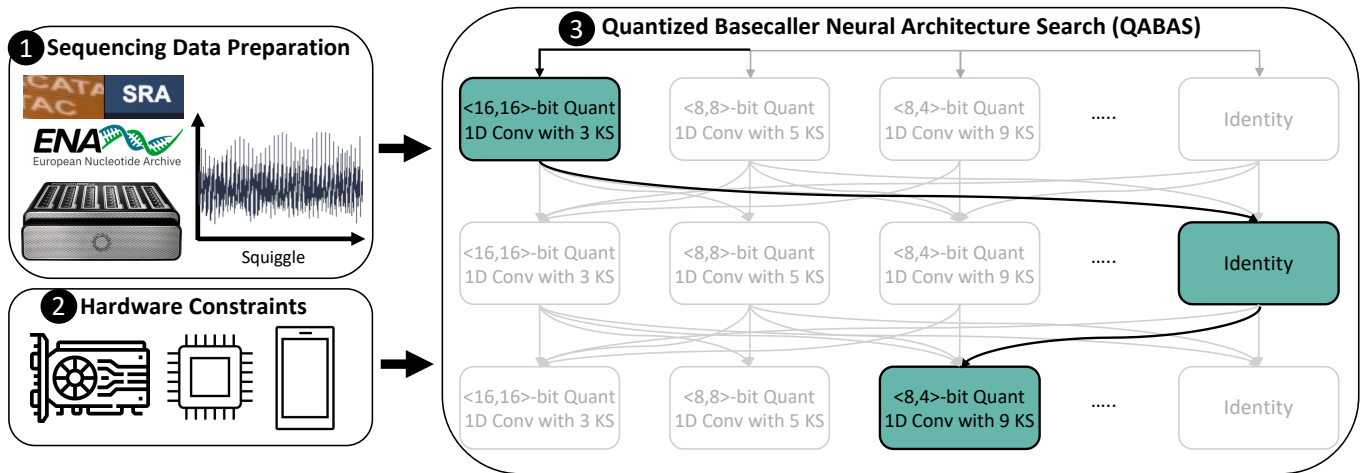 1 Sequencing Data Preparation
CATA
TAC
SRA
ENA
European Nucleotide Archive
Squiggle
2 Hardware Constraints
3 Quantized Basecaller Neural Architecture Search (QABAS)
<16,16>-bit Quant
1D Conv with 3 KS
<8,8>-bit Quant
1D Conv with 5 KS
<8,4>-bit Quant
1D Conv with 9 KS
.....
Identity
<16,16>-bit Quant
1D Conv with 3 KS
<8,8>-bit Quant
1D Conv with 5 KS
<8,4>-bit Quant
1D Conv with 9 KS
.....
Identity
<16,16>-bit Quant
1D Conv with 3 KS
<8,8>-bit Quant
1D Conv with 5 KS
<8,4>-bit Quant
1D Conv with 9 KS
.....
Identity